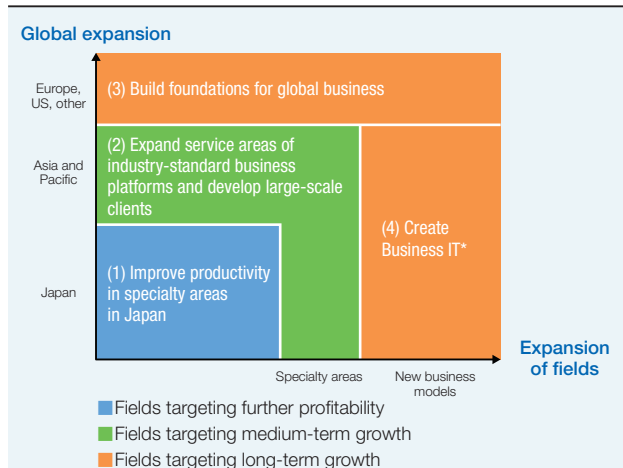 Global expansion
Europe,
US, other
(3) Build foundations for global business
Asia and
Pacific
(2) Expand service areas of
industry-standard business
platforms and develop large-scale
clients
(4) Create
Business IT*
Japan
(1) Improve productivity
in specialty areas
in Japan
Expansion
of fields
Specialty areas
New business
models
Fields targeting further profitability
Fields targeting medium-term growth
Fields targeting long-term growth